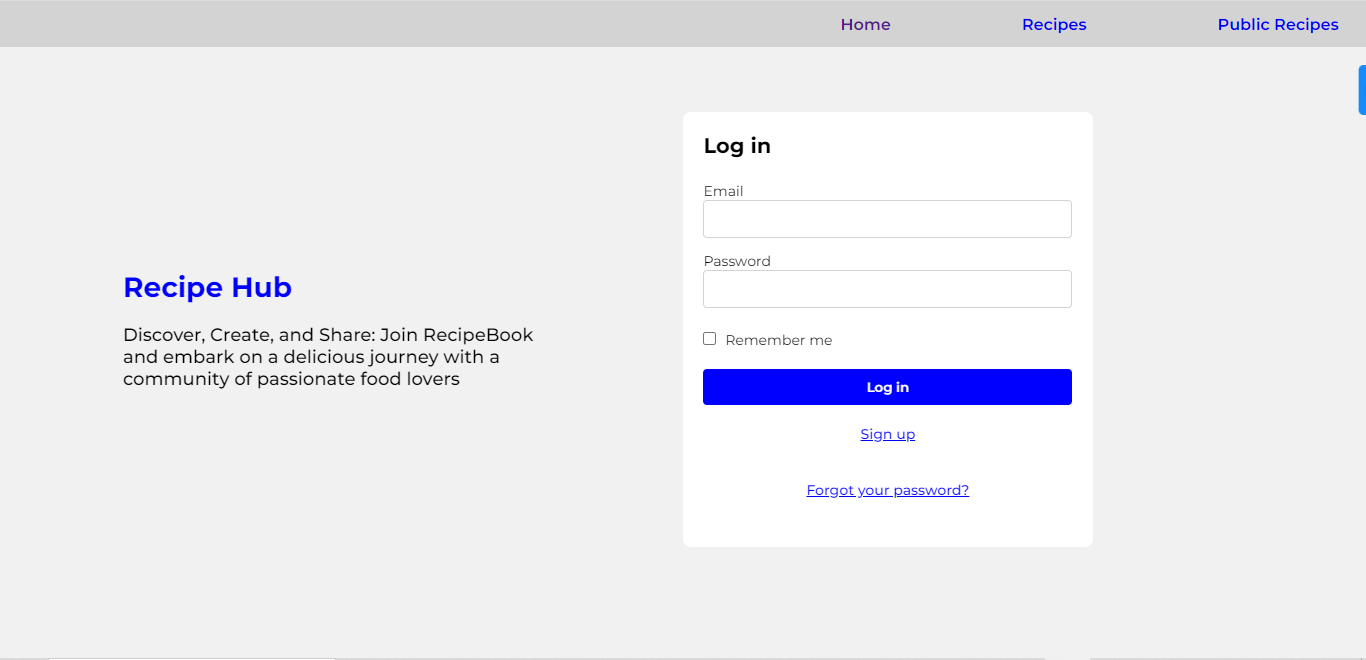 Home
Recipes
Public Recipes
Recipe Hub
Discover, Create, and Share: Join RecipeBook
and embark on a delicious journey with a
community of passionate food lovers
Log in
Email
Password
Remember me
Log in
Sign up
Forgot your password?